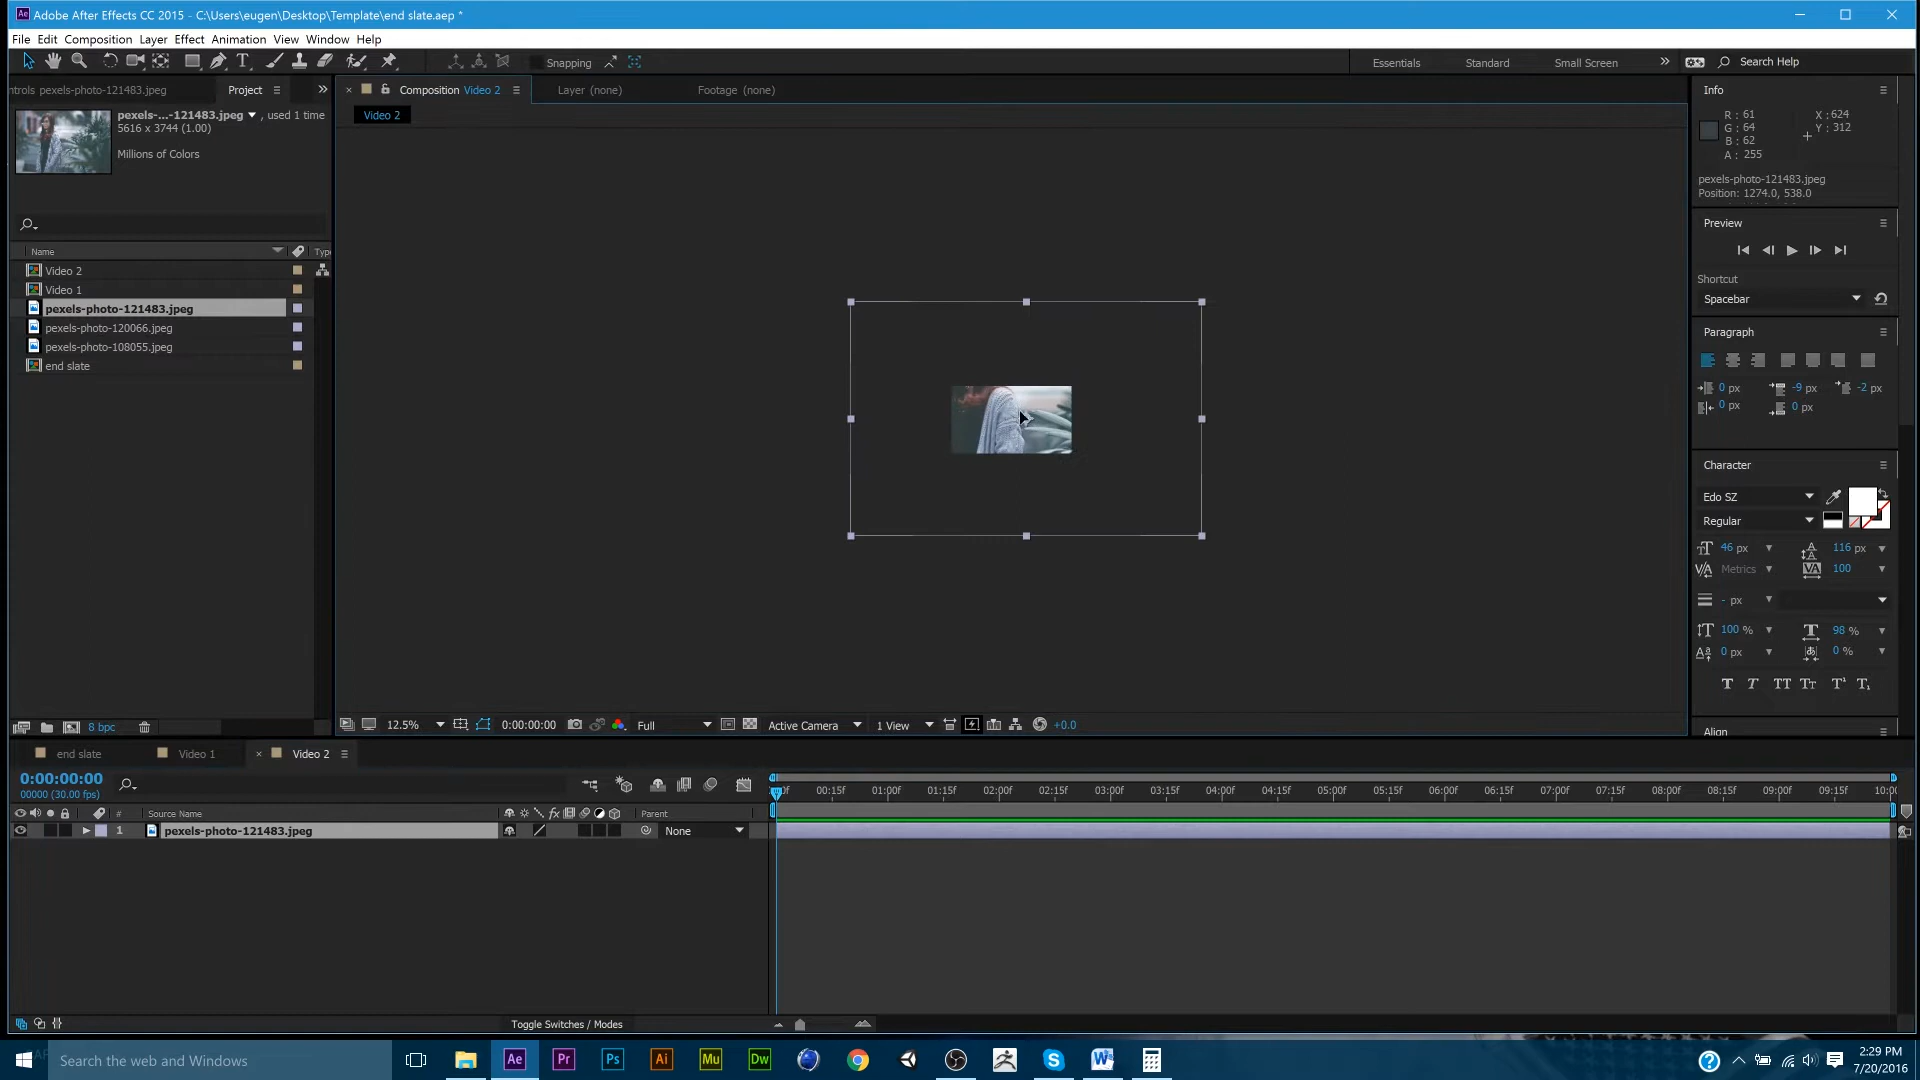 Adobe After Effects CC 2015 - C:\Users\eugen\Desktop\Template\end slate.aep *
File Edit Composition Layer Effect Animation View Window Help
Snapping
Essentials Standard Small Screen Search Help
ntrols pexels-photo-121483.jpeg Project
Composition Video 2 Layer (none) Footage (none)
Video 2
pexels-...-121483.jpeg , used 1 time
5616 x 3744 (1.00)
Millions of Colors
Name Typ
Video 2
Video 1
pexels-photo-121483.jpeg
pexels-photo-120066.jpeg
pexels-photo-108055.jpeg
end slate
8 bpc
12.5% 0:00:00:00 Full Active Camera 1 View +0.0
Info
R: 61 X: 624
G: 64 Y: 312
B: 62
A: 255
pexels-photo-121483.jpeg
Position: 1274.0, 538.0
Preview
Shortcut
Spacebar
Paragraph
0 px -9 px -2 px
0 px 0 px
Character
Edo SZ
Regular
46 px 116 px
Metrics 100
- px
100 % 98 %
0 px 0 %
T T TT Tt T¹ T₁
Align
end slate Video 1 Video 2
0:00:00:00
00000 (30.00 fps)
00:15f 01:00f 01:15f 02:00f 02:15f 03:00f 03:15f 04:00f 04:15f 05:00f 05:15f 06:00f 06:15f 07:00f 07:15f 08:00f 08:15f 09:00f 09:15f 10:00
# Source Name Parent
1 pexels-photo-121483.jpeg None
Toggle Switches / Modes
Search the web and Windows
Ae Pr Ps Ai Mu Dw
2:29 PM
7/20/2016